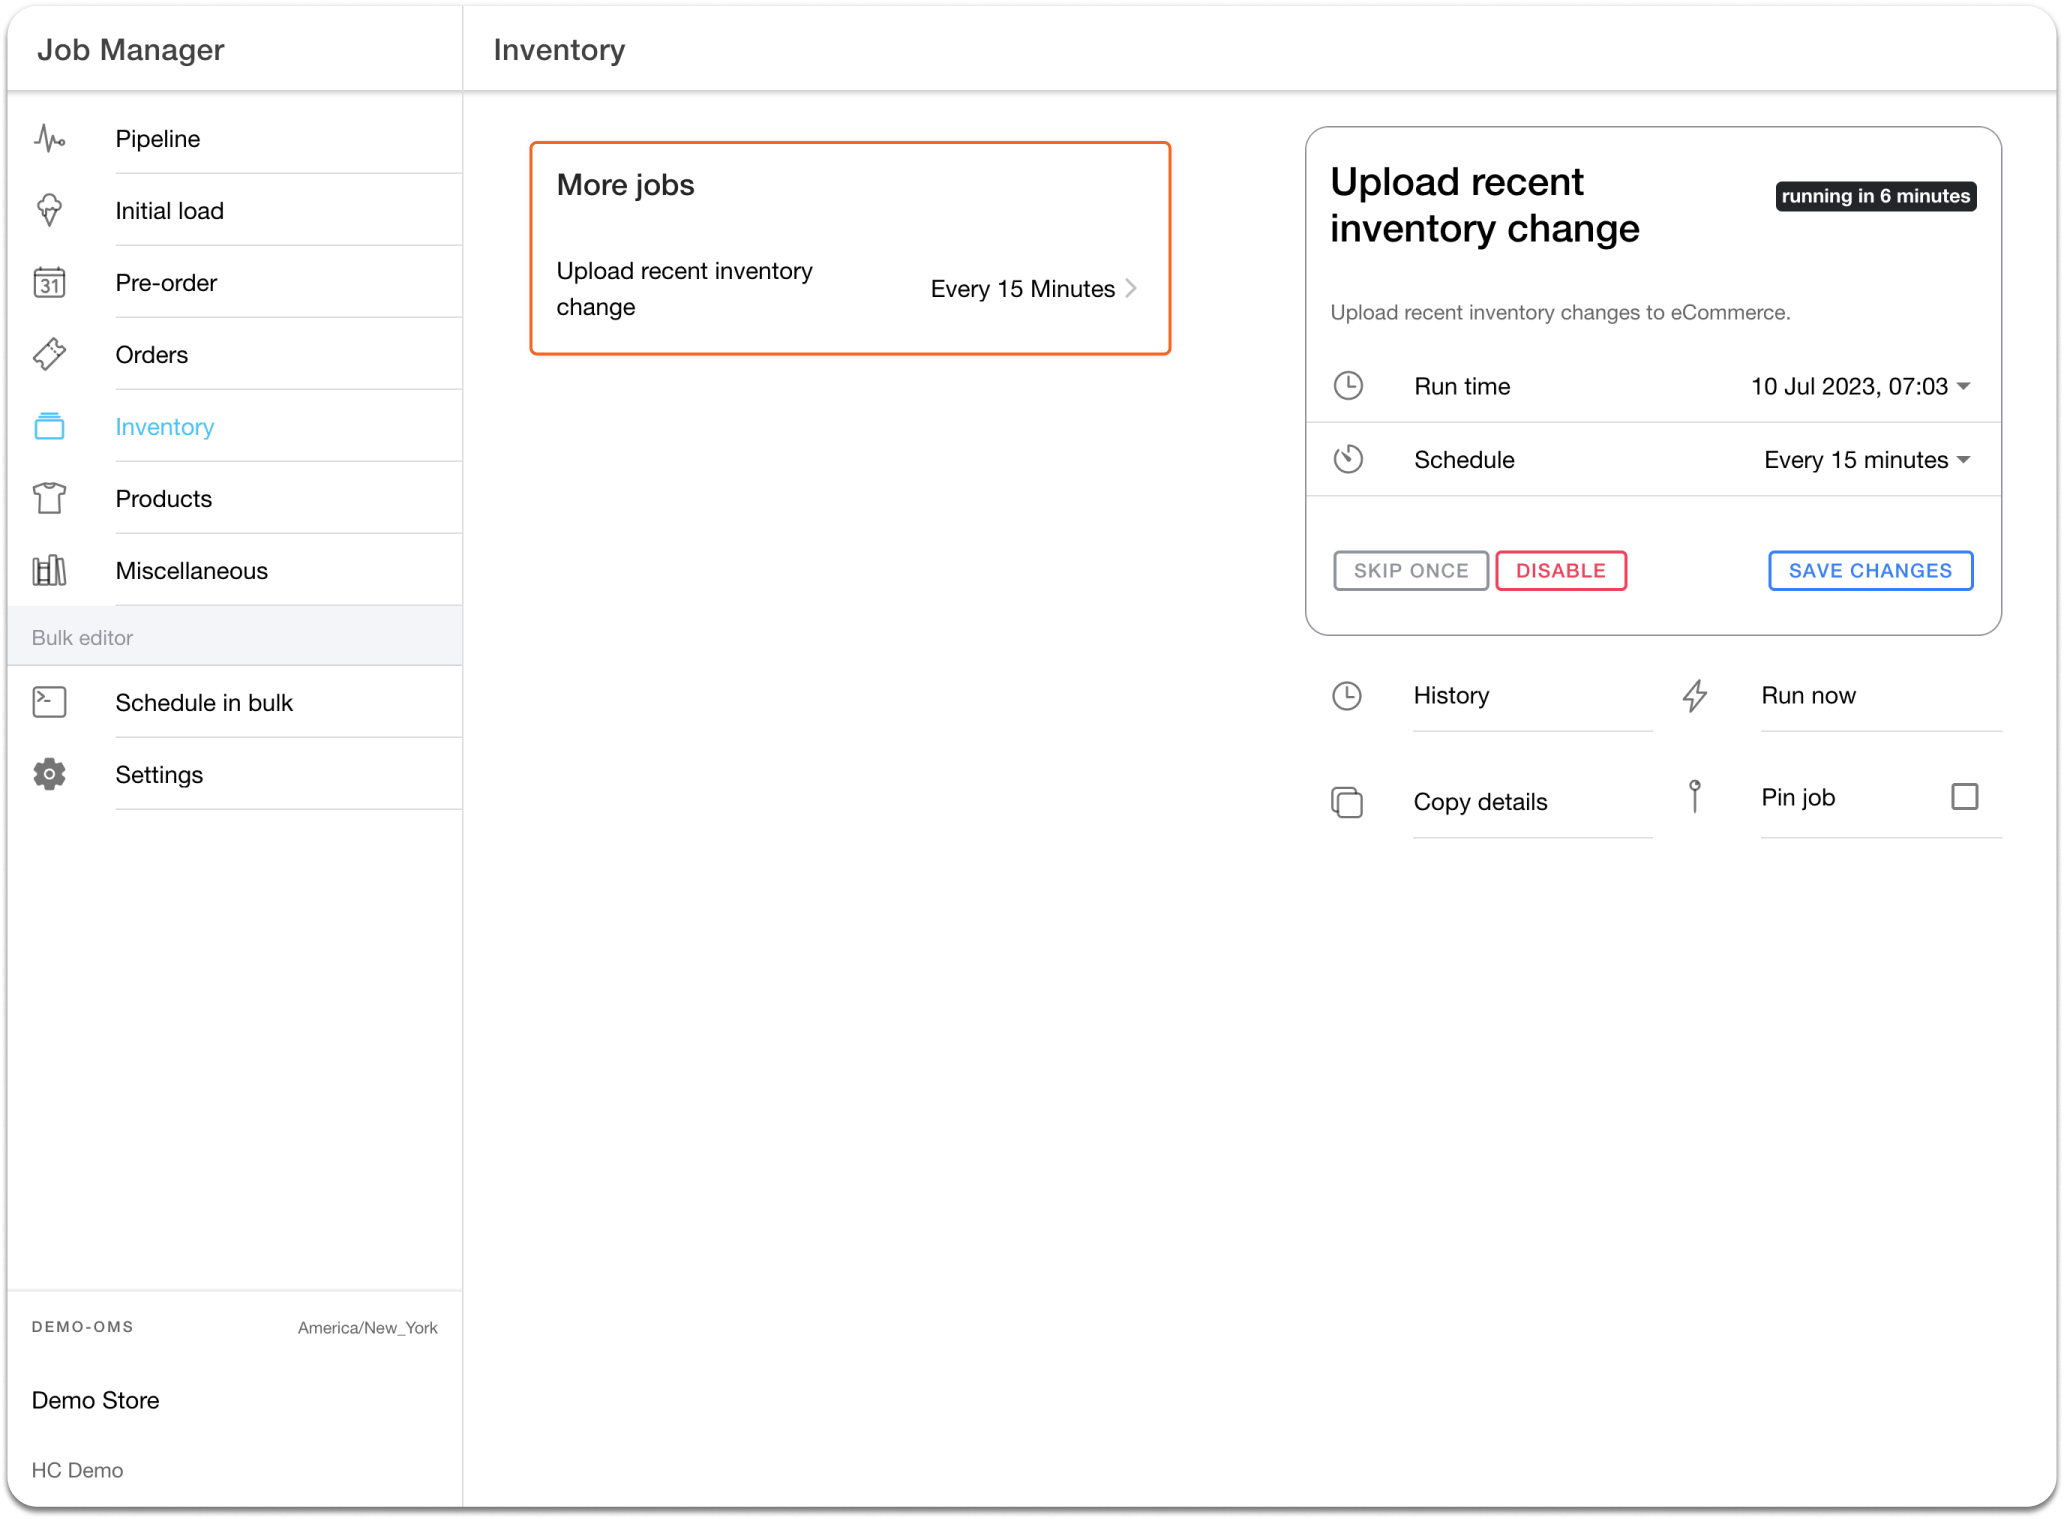 Job Manager
Inventory
Pipeline
Initial load
31
Pre-order
Orders
Inventory
Products
Miscellaneous
Bulk editor
Schedule in bulk
Settings
DEMO-OMS
America/New_York
Demo Store
HC Demo
More jobs
Upload recent inventory
change
Every 15 Minutes
Upload recent
inventory change
running in 6 minutes
Upload recent inventory changes to eCommerce.
Run time
10 Jul 2023, 07:03
Schedule
Every 15 minutes
SKIP ONCE
DISABLE
SAVE CHANGES
History
Run now
Copy details
Pin job